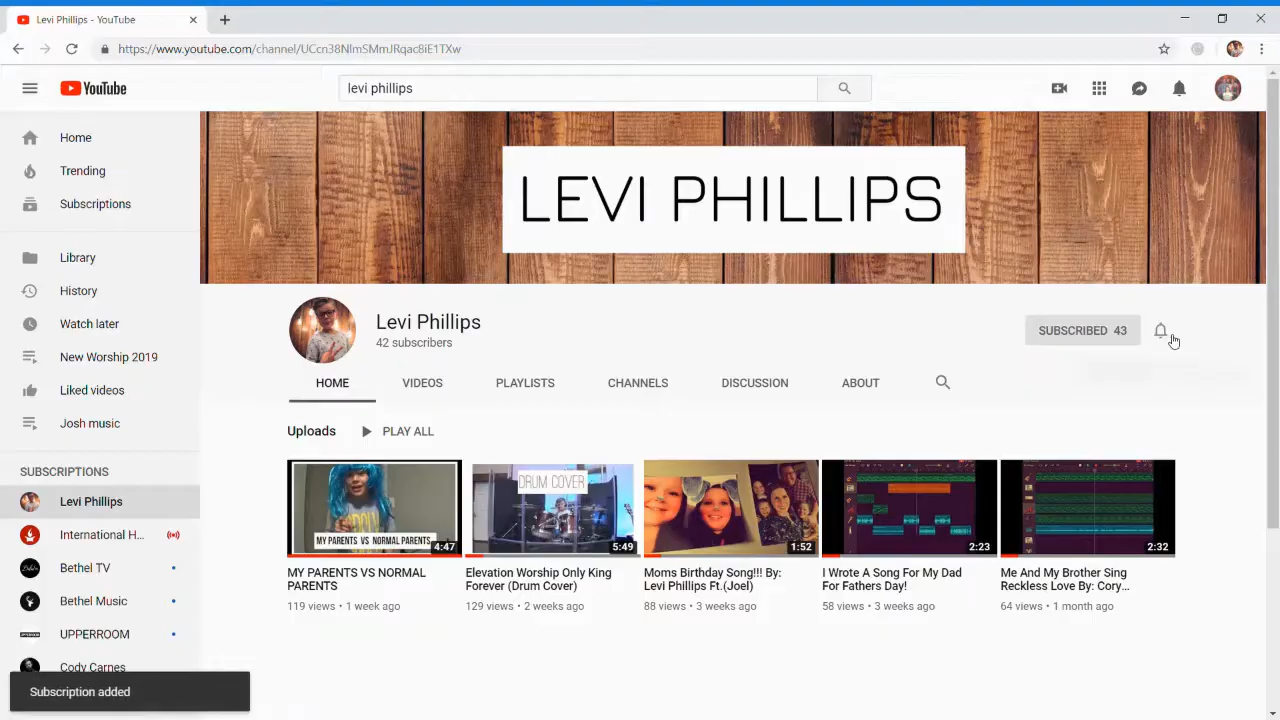 Levi Phillips - YouTube
https://www.youtube.com/channel/UCcn38NlmSMmJRqac8iE1TXw
YouTube
levi phillips
Home
Trending
Subscriptions
Library
History
Watch later
New Worship 2019
Liked videos
Josh music
SUBSCRIPTIONS
Levi Phillips
International H...
Bethel TV
Bethel Music
UPPERROOM
Cody Carnes
Subscription added
LEVI PHILLIPS
Levi Phillips
42 subscribers
SUBSCRIBED 43
HOME VIDEOS PLAYLISTS CHANNELS DISCUSSION ABOUT
Uploads PLAY ALL
MY PARENTS VS NORMAL PARENTS
4:47
MY PARENTS VS NORMAL
PARENTS
119 views • 1 week ago
DRUM COVER
5:49
Elevation Worship Only King
Forever (Drum Cover)
129 views • 2 weeks ago
1:52
Moms Birthday Song!!! By:
Levi Phillips Ft.(Joel)
88 views • 3 weeks ago
2:23
I Wrote A Song For My Dad
For Fathers Day!
58 views • 3 weeks ago
2:32
Me And My Brother Sing
Reckless Love By: Cory...
64 views • 1 month ago